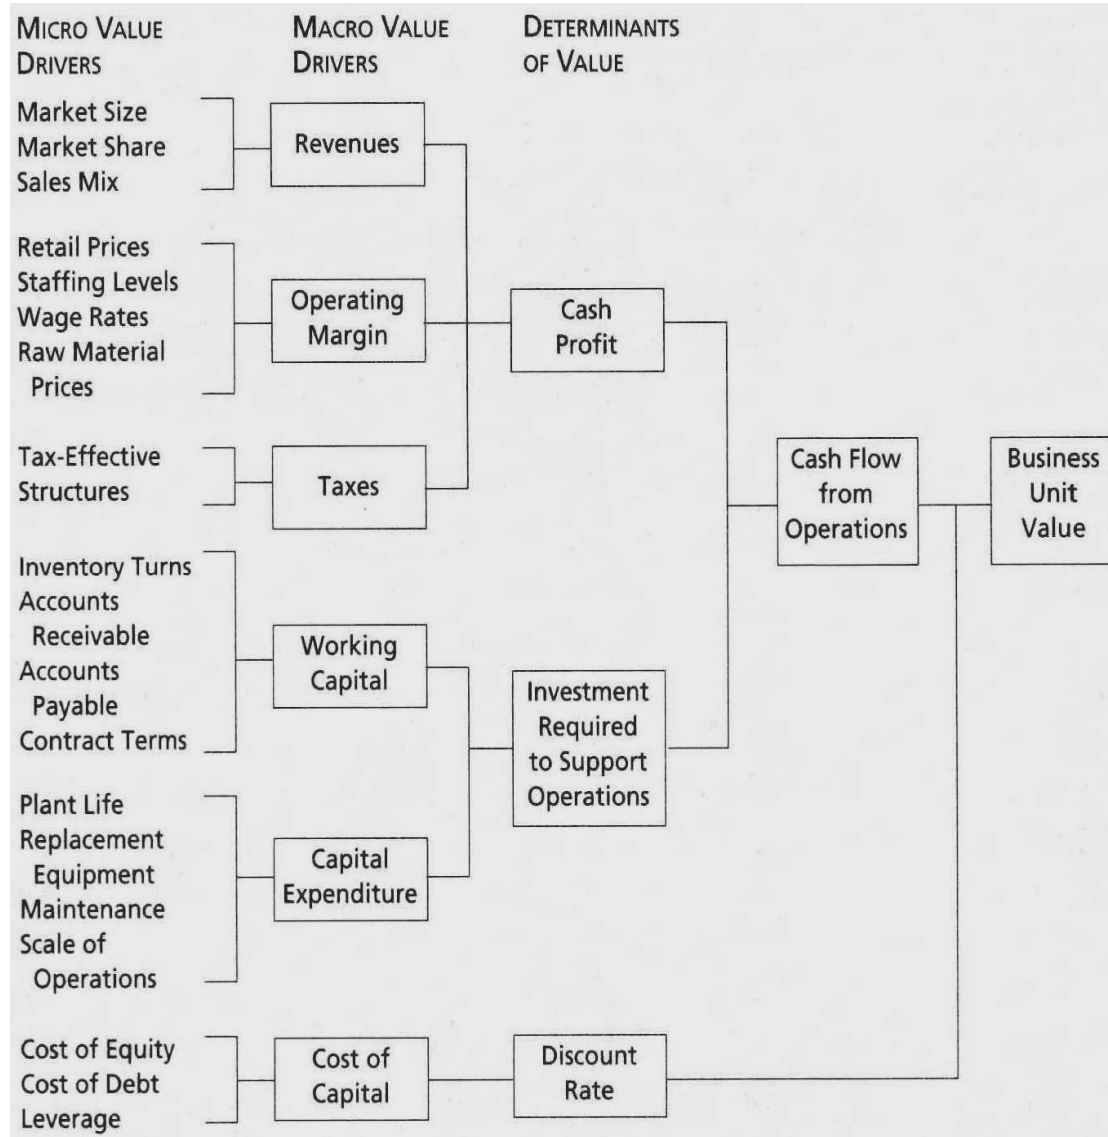 MICRO VALUE
DRIVERS
MACRO VALUE
DRIVERS
DETERMINANTS
OF VALUE
Market Size
Market Share
Sales Mix
Revenues
Retail Prices
Staffing Levels
Wage Rates
Raw Material
Prices
Operating
Margin
Cash
Profit
Tax-Effective
Structures
Taxes
Cash Flow
from
Operations
Business
Unit
Value
Inventory Turns
Accounts
Receivable
Accounts
Payable
Contract Terms
Working
Capital
Investment
Required
to Support
Operations
Plant Life
Replacement
Equipment
Maintenance
Scale of
Operations
Capital
Expenditure
Cost of Equity
Cost of Debt
Leverage
Cost of
Capital
Discount
Rate